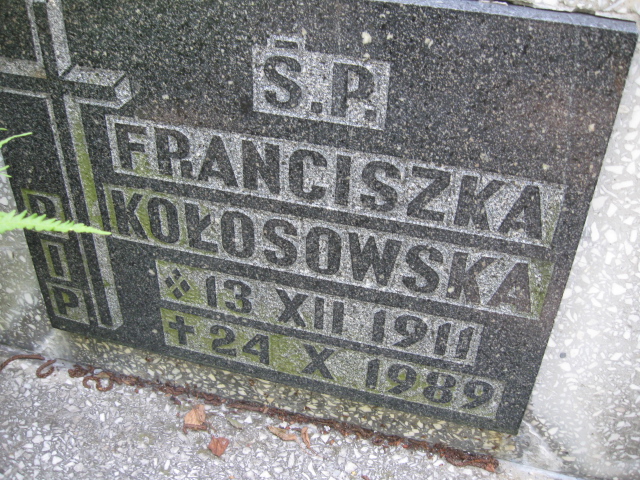 Ś.P.
FRANCISZKA
KOŁOSOWSKA
13 XII 1911
✝ 24 X 1989
R
I
P